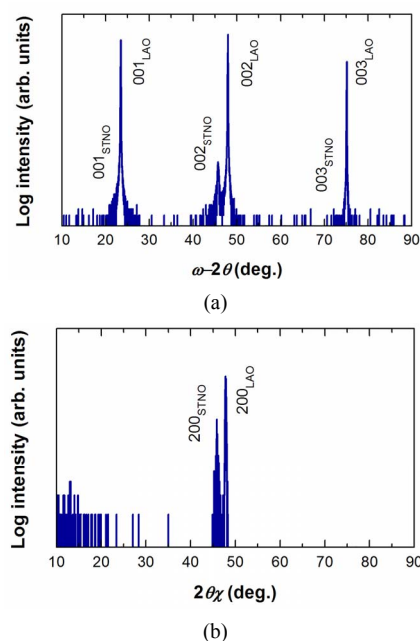 Log intensity (arb. units)
001STNO
001LAO
002STNO
002LAO
003STNO
003LAO
10 20 30 40 50 60 70 80 90
ω–2θ (deg.)
(a)
Log intensity (arb. units)
200STNO
200LAO
10 20 30 40 50 60 70 80 90
2θχ (deg.)
(b)